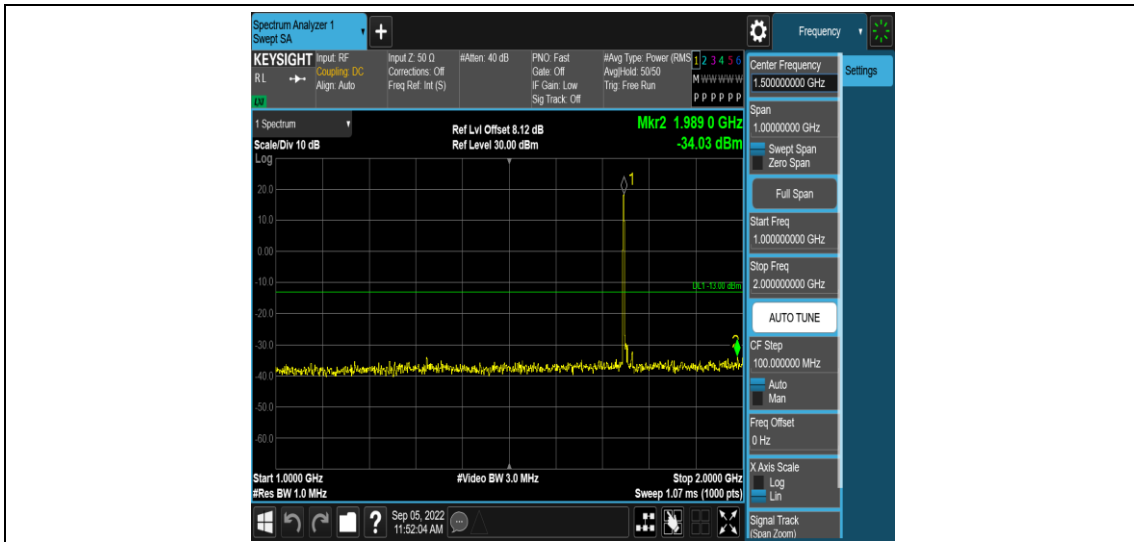 Spectrum Analyzer 1
Swept SA
+
Frequency
KEYSIGHT
RL
LXI
Input: RF
Coupling: DC
Align: Auto
Input Z: 50 Ω
Corrections: Off
Freq Ref: Int (S)
#Atten: 40 dB
PNO: Fast
Gate: Off
IF Gain: Low
Sig Track: Off
#Avg Type: Power (RMS
Avg|Hold: 50/50
Trig: Free Run
1 2 3 4 5 6
M W W W W W
P P P P P P
1 Spectrum
Scale/Div 10 dB
Log
Ref Lvl Offset 8.12 dB
Ref Level 30.00 dBm
Mkr2 1.989 0 GHz
-34.03 dBm
1
20.0
10.0
0.00
-10.0
DL1 -13.00 dBm
-20.0
-30.0
2
-40.0
-50.0
-60.0
Start 1.0000 GHz
#Res BW 1.0 MHz
#Video BW 3.0 MHz
Stop 2.0000 GHz
Sweep 1.07 ms (1000 pts)
?
Sep 05, 2022
11:52:04 AM
Center Frequency
1.500000000 GHz
Settings
Span
1.00000000 GHz
Swept Span
Zero Span
Full Span
Start Freq
1.000000000 GHz
Stop Freq
2.000000000 GHz
AUTO TUNE
CF Step
100.000000 MHz
Auto
Man
Freq Offset
0 Hz
X Axis Scale
Log
Lin
Signal Track
(Span Zoom)